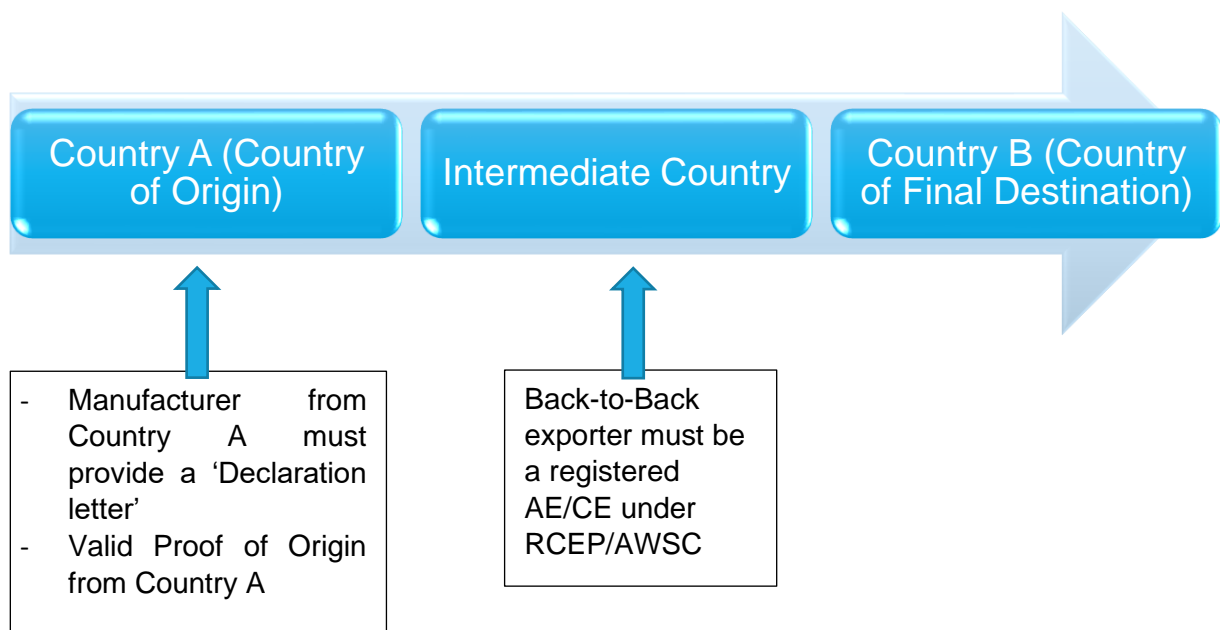 Country A (Country
of Origin)
Intermediate Country
Country B (Country
of Final Destination)
- Manufacturer from
Country A must
provide a ‘Declaration
letter’
- Valid Proof of Origin
from Country A
Back-to-Back
exporter must be
a registered
AE/CE under
RCEP/AWSC